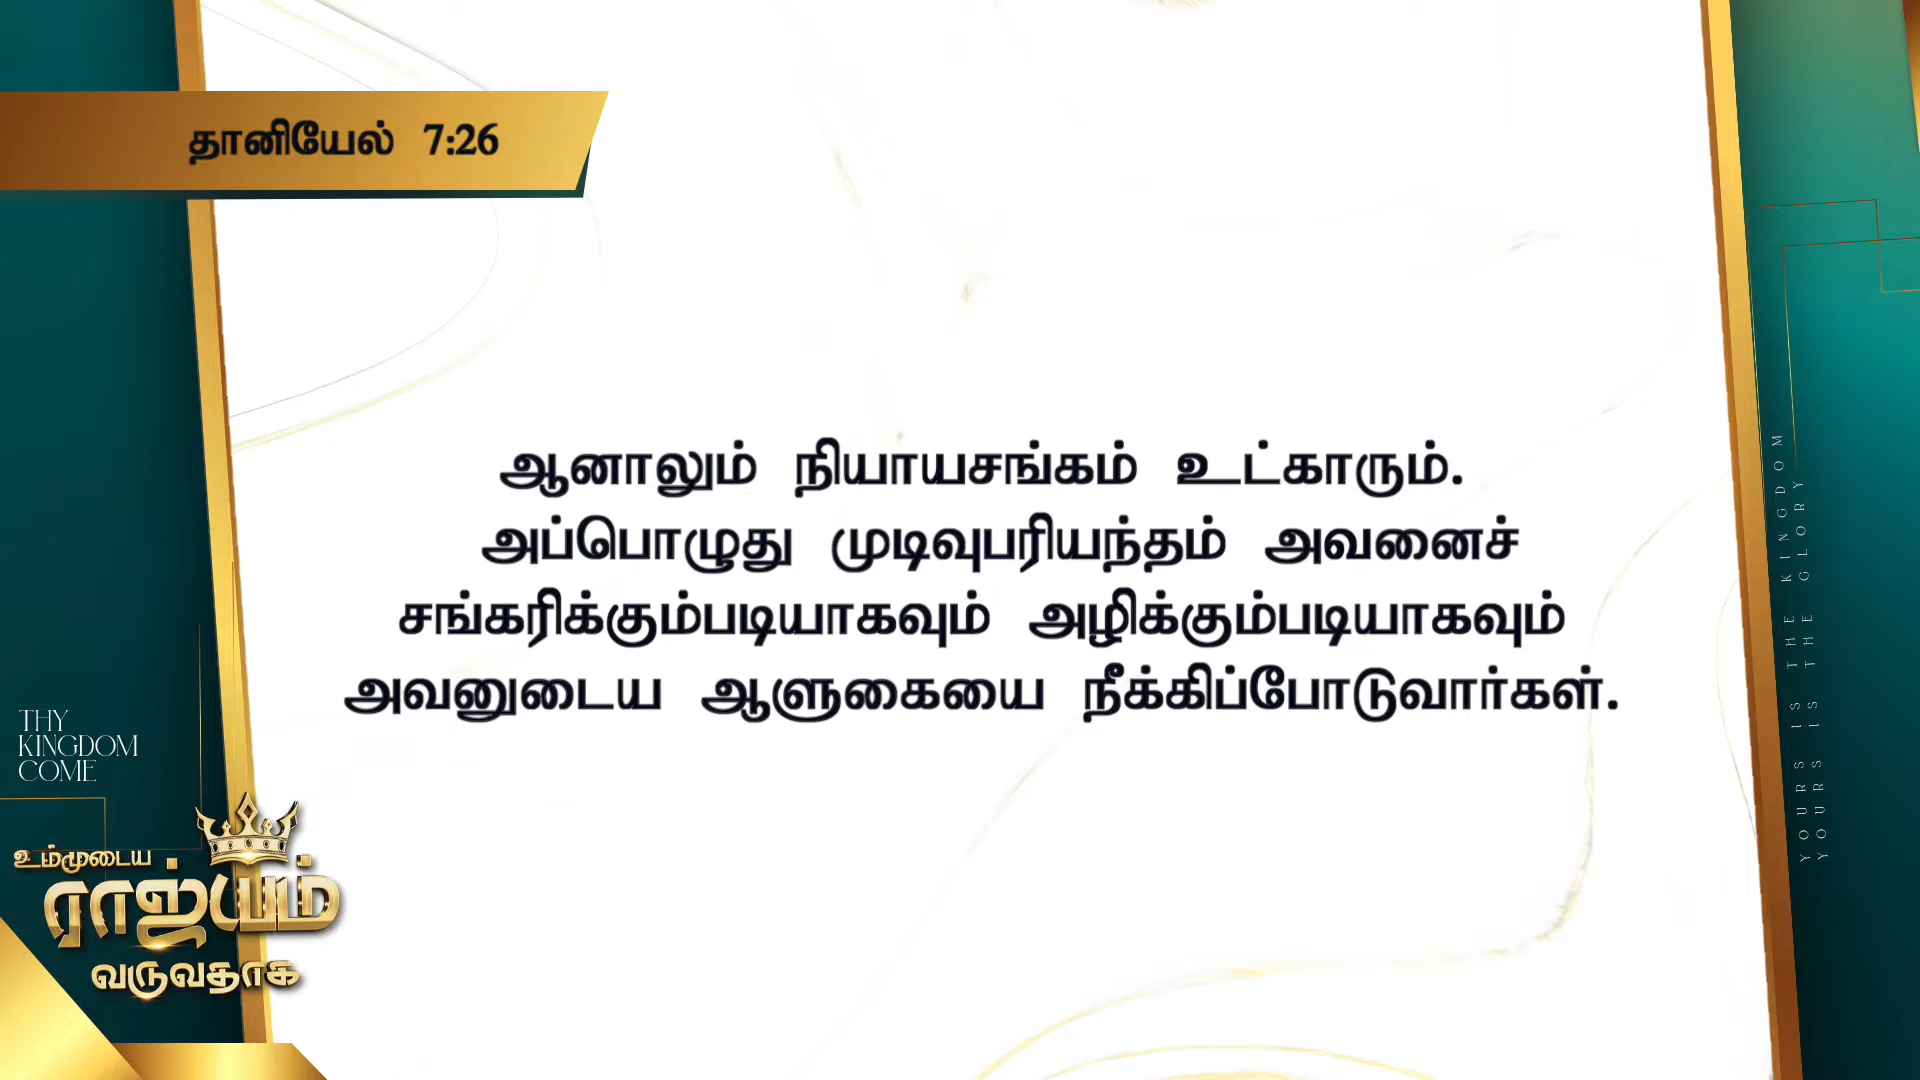 தானியேல் 7:26
ஆனாலும் நியாயசங்கம் உட்காரும்.
அப்பொழுது முடிவுபரியந்தம் அவனைச்
சங்கரிக்கும்படியாகவும் அழிக்கும்படியாகவும்
அவனுடைய ஆளுகையை நீக்கிப்போடுவார்கள்.
THY
KINGDOM
COME
உம்முடைய
ராஜ்யம்
வருவதாக
YOURS IS THE KINGDOM
YOURS IS THE GLORY